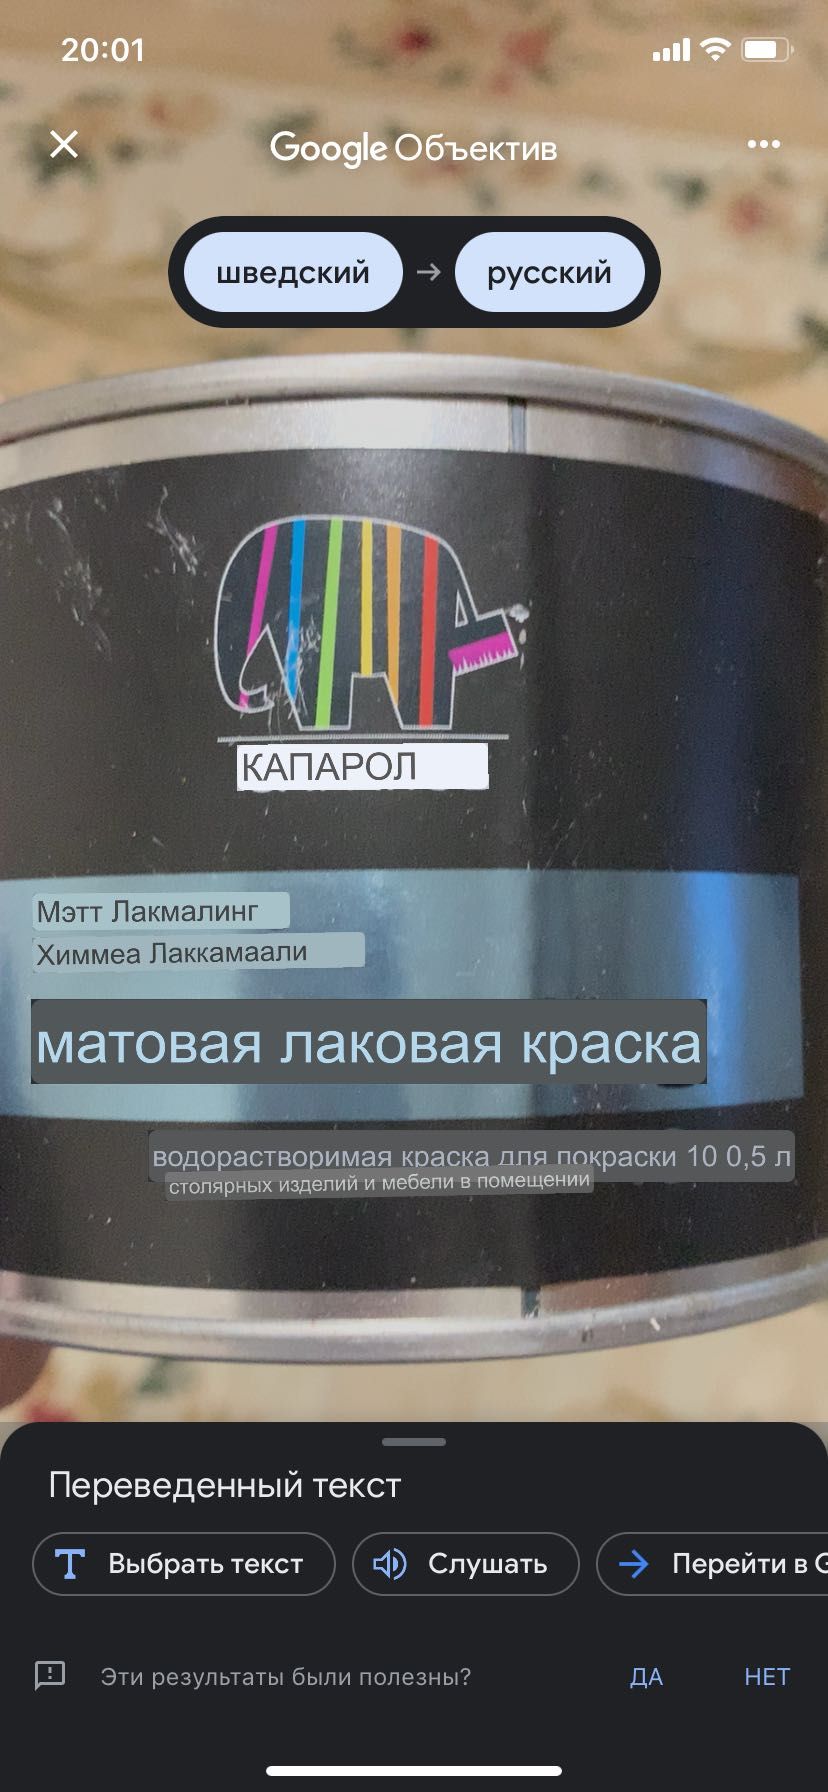 20:01
Google Объектив
шведский → русский
КАПАРОЛ
Мэтт Лакмалинг
Химмеа Лаккамаали
матовая лаковая краска
водорастворимая краска для покраски 10 0,5 л
столярных изделий и мебели в помещении
Переведенный текст
Выбрать текст
Слушать
Перейти в G
Эти результаты были полезны?
ДА
НЕТ